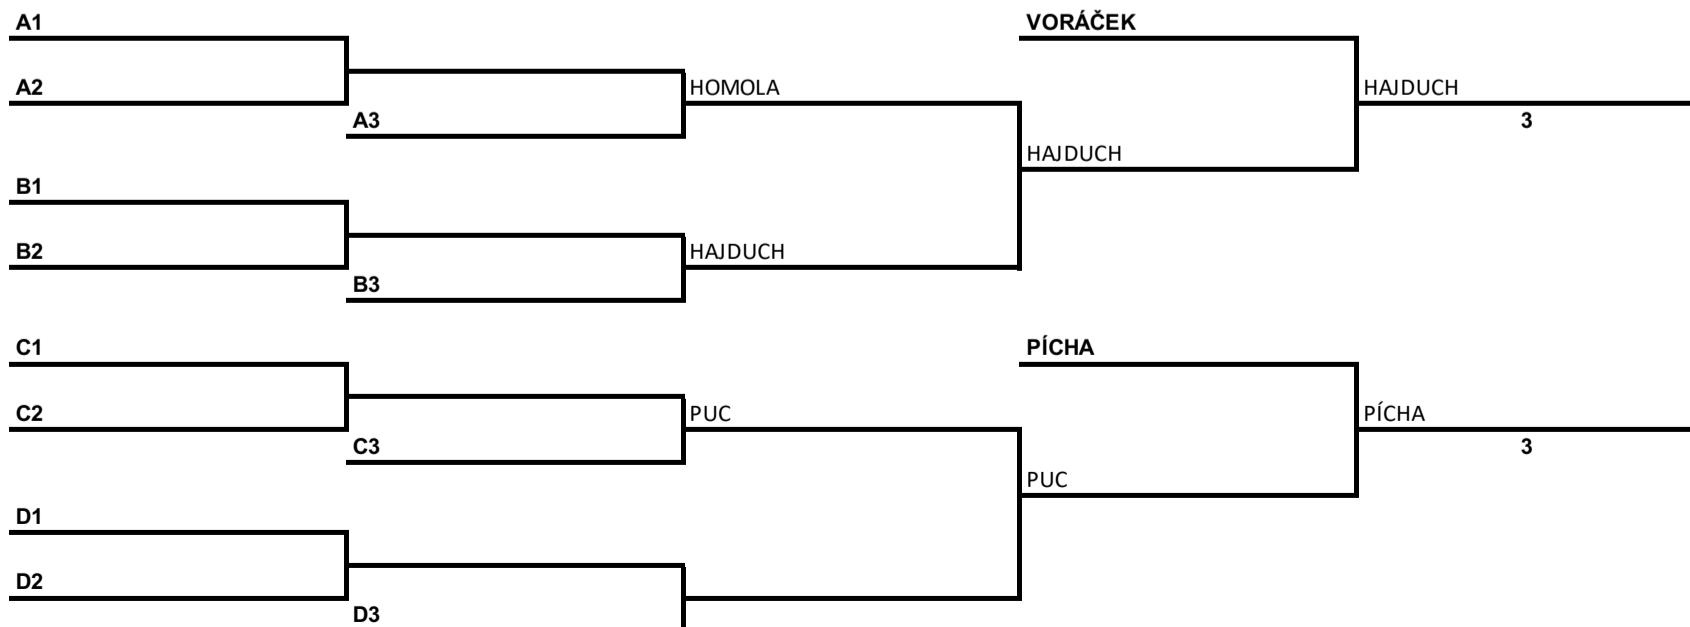 A1
VORÁČEK
A2
HOMOLA
HAJDUCH
A3
3
HAJDUCH
B1
B2
HAJDUCH
B3
C1
PÍCHA
C2
PUC
PÍCHA
C3
3
PUC
D1
D2
D3